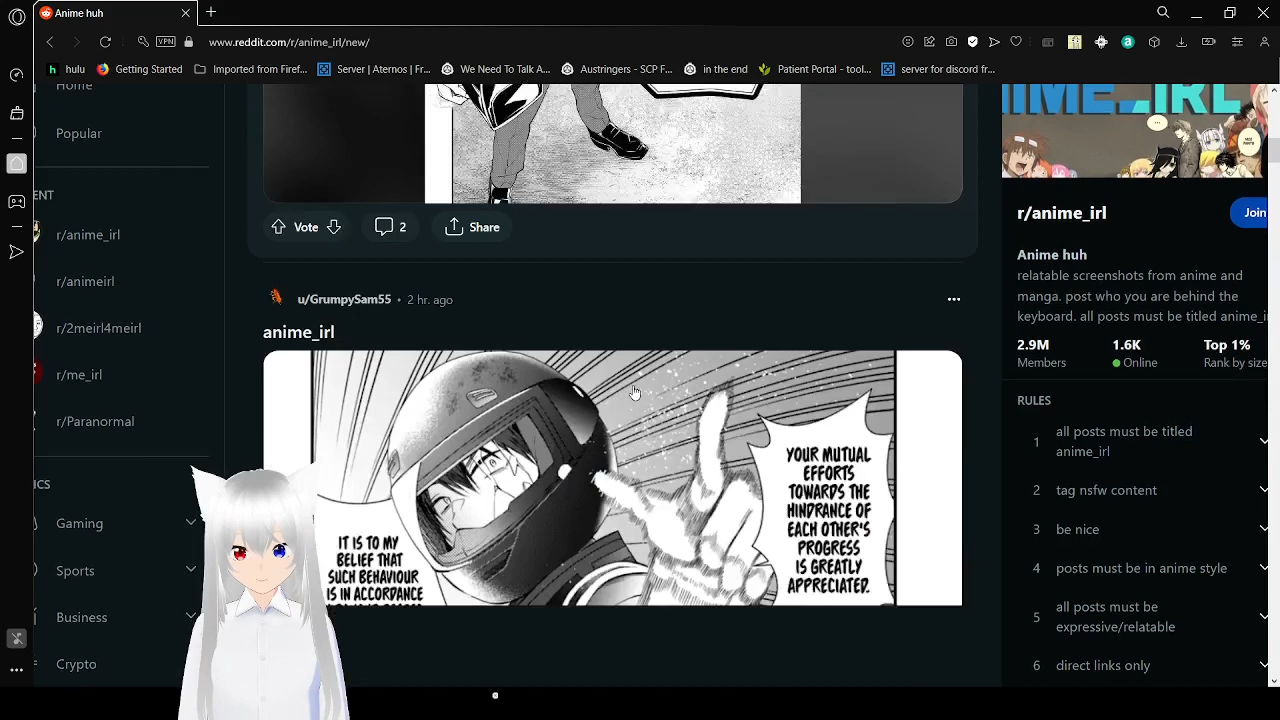 Anime huh
VPN
www.reddit.com/r/anime_irl/new/
hulu
Getting Started
Imported from Firef...
Server | Aternos | Fr...
We Need To Talk A...
Austringers - SCP F...
in the end
Patient Portal - tool...
server for discord fr...
Home
Popular
ENT
r/anime_irl
r/animeirl
r/2meirl4meirl
r/me_irl
r/Paranormal
ICS
Gaming
Sports
Business
Crypto
Vote
2
Share
u/GrumpySam55 • 2 hr. ago
anime_irl
YOUR MUTUAL
EFFORTS
TOWARDS THE
HINDRANCE OF
EACH OTHER'S
PROGRESS
IS GREATLY
APPRECIATED.
IT IS TO MY
BELIEF THAT
SUCH BEHAVIOUR
IS IN ACCORDANCE
r/anime_irl
Join
Anime huh
relatable screenshots from anime and
manga. post who you are behind the
keyboard. all posts must be titled anime_i
2.9M
Members
1.6K
Online
Top 1%
Rank by size
RULES
1 all posts must be titled
anime_irl
2 tag nsfw content
3 be nice
4 posts must be in anime style
5 all posts must be
expressive/relatable
6 direct links only